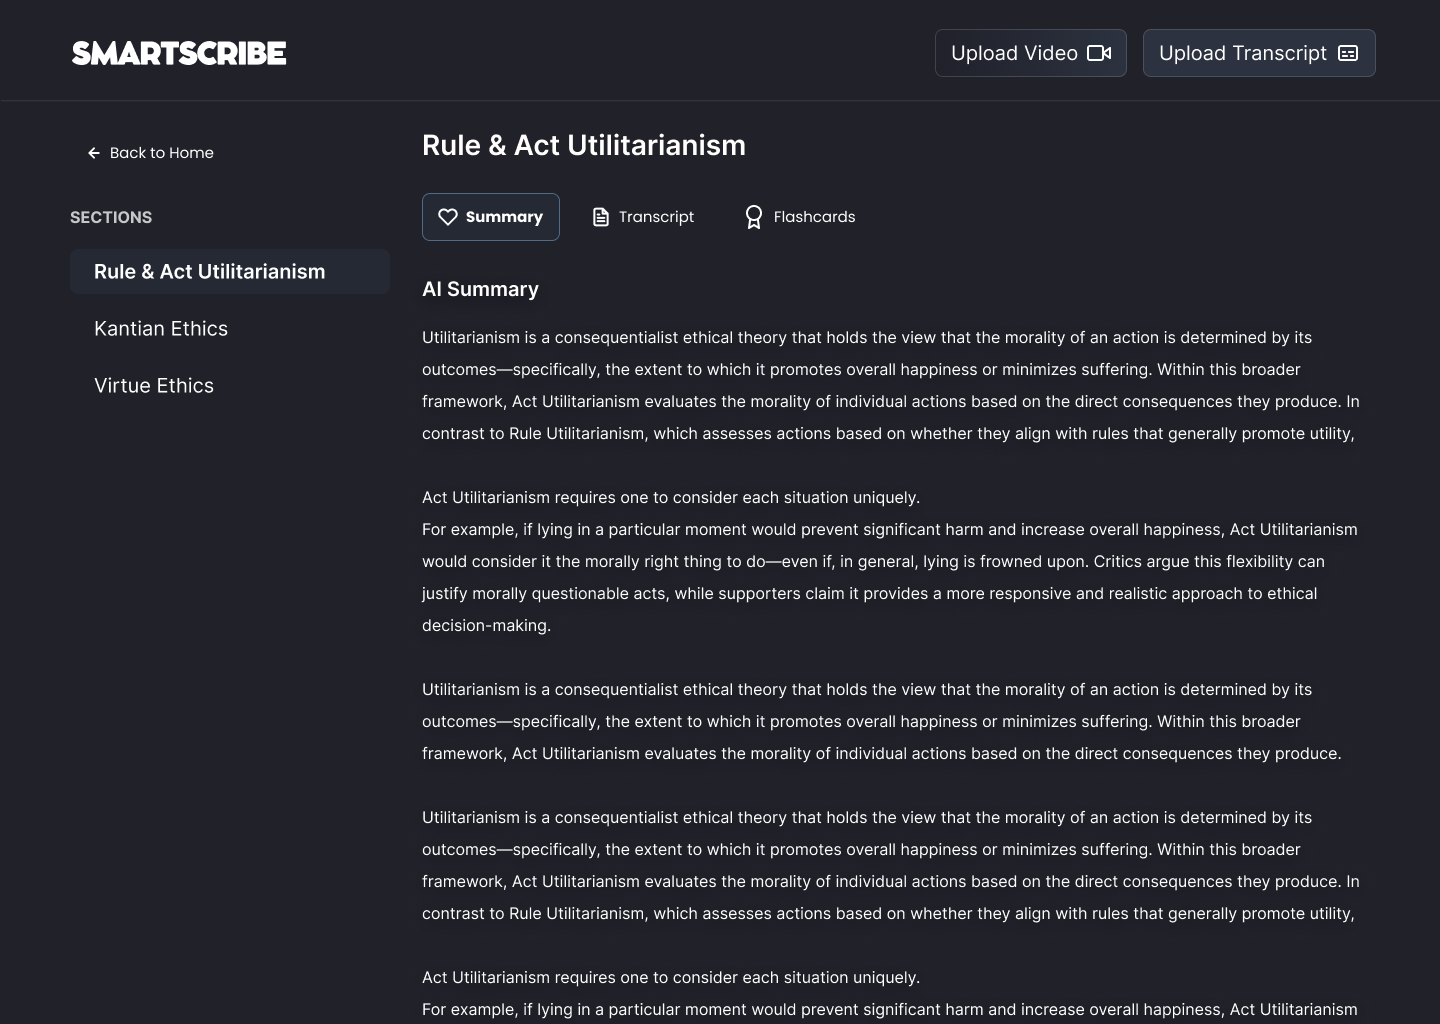 SMARTSCRIBE
Upload Video
Upload Transcript
Back to Home
SECTIONS
Rule & Act Utilitarianism
Kantian Ethics
Virtue Ethics
Rule & Act Utilitarianism
Summary
Transcript
Flashcards
AI Summary
Utilitarianism is a consequentialist ethical theory that holds the view that the morality of an action is determined by its
outcomes—specifically, the extent to which it promotes overall happiness or minimizes suffering. Within this broader
framework, Act Utilitarianism evaluates the morality of individual actions based on the direct consequences they produce. In
contrast to Rule Utilitarianism, which assesses actions based on whether they align with rules that generally promote utility,
Act Utilitarianism requires one to consider each situation uniquely.
For example, if lying in a particular moment would prevent significant harm and increase overall happiness, Act Utilitarianism
would consider it the morally right thing to do—even if, in general, lying is frowned upon. Critics argue this flexibility can
justify morally questionable acts, while supporters claim it provides a more responsive and realistic approach to ethical
decision-making.
Utilitarianism is a consequentialist ethical theory that holds the view that the morality of an action is determined by its
outcomes—specifically, the extent to which it promotes overall happiness or minimizes suffering. Within this broader
framework, Act Utilitarianism evaluates the morality of individual actions based on the direct consequences they produce.
Utilitarianism is a consequentialist ethical theory that holds the view that the morality of an action is determined by its
outcomes—specifically, the extent to which it promotes overall happiness or minimizes suffering. Within this broader
framework, Act Utilitarianism evaluates the morality of individual actions based on the direct consequences they produce. In
contrast to Rule Utilitarianism, which assesses actions based on whether they align with rules that generally promote utility,
Act Utilitarianism requires one to consider each situation uniquely.
For example, if lying in a particular moment would prevent significant harm and increase overall happiness, Act Utilitarianism